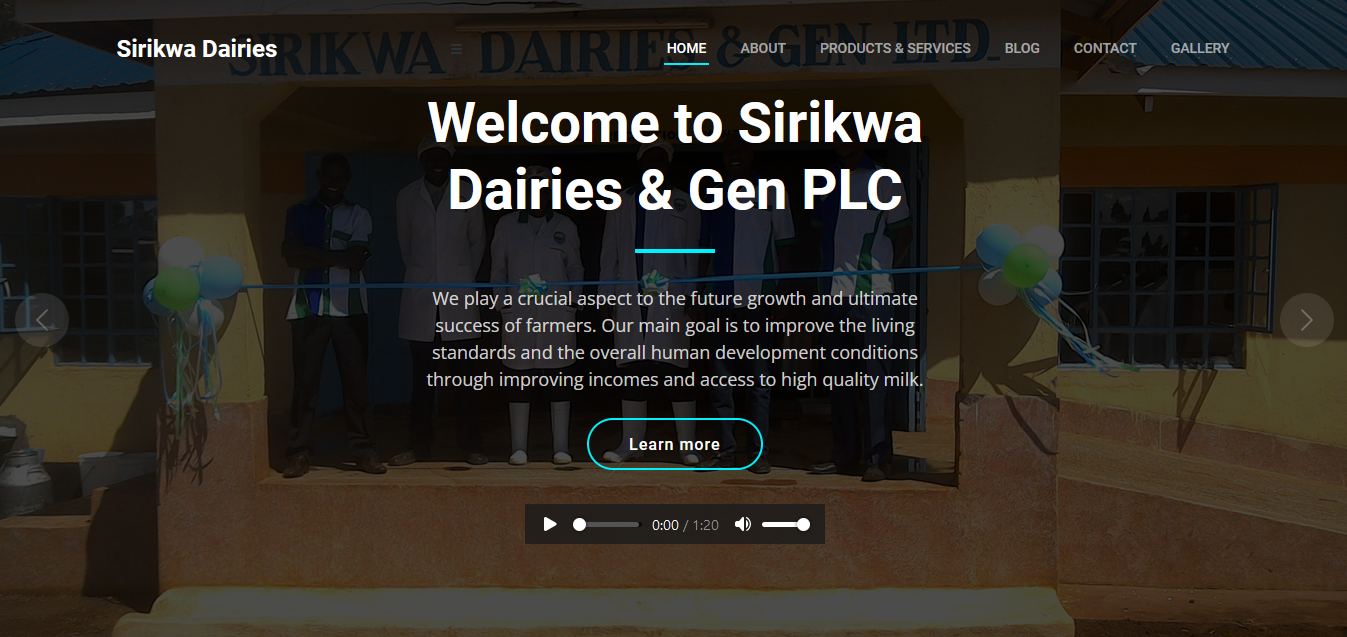 Sirikwa Dairies
HOME
ABOUT
PRODUCTS & SERVICES
BLOG
CONTACT
GALLERY
SIRIKWA DAIRIES & GEN LTD
Welcome to Sirikwa
Dairies & Gen PLC
We play a crucial aspect to the future growth and ultimate
success of farmers. Our main goal is to improve the living
standards and the overall human development conditions
through improving incomes and access to high quality milk.
Learn more
0:00 / 1:20